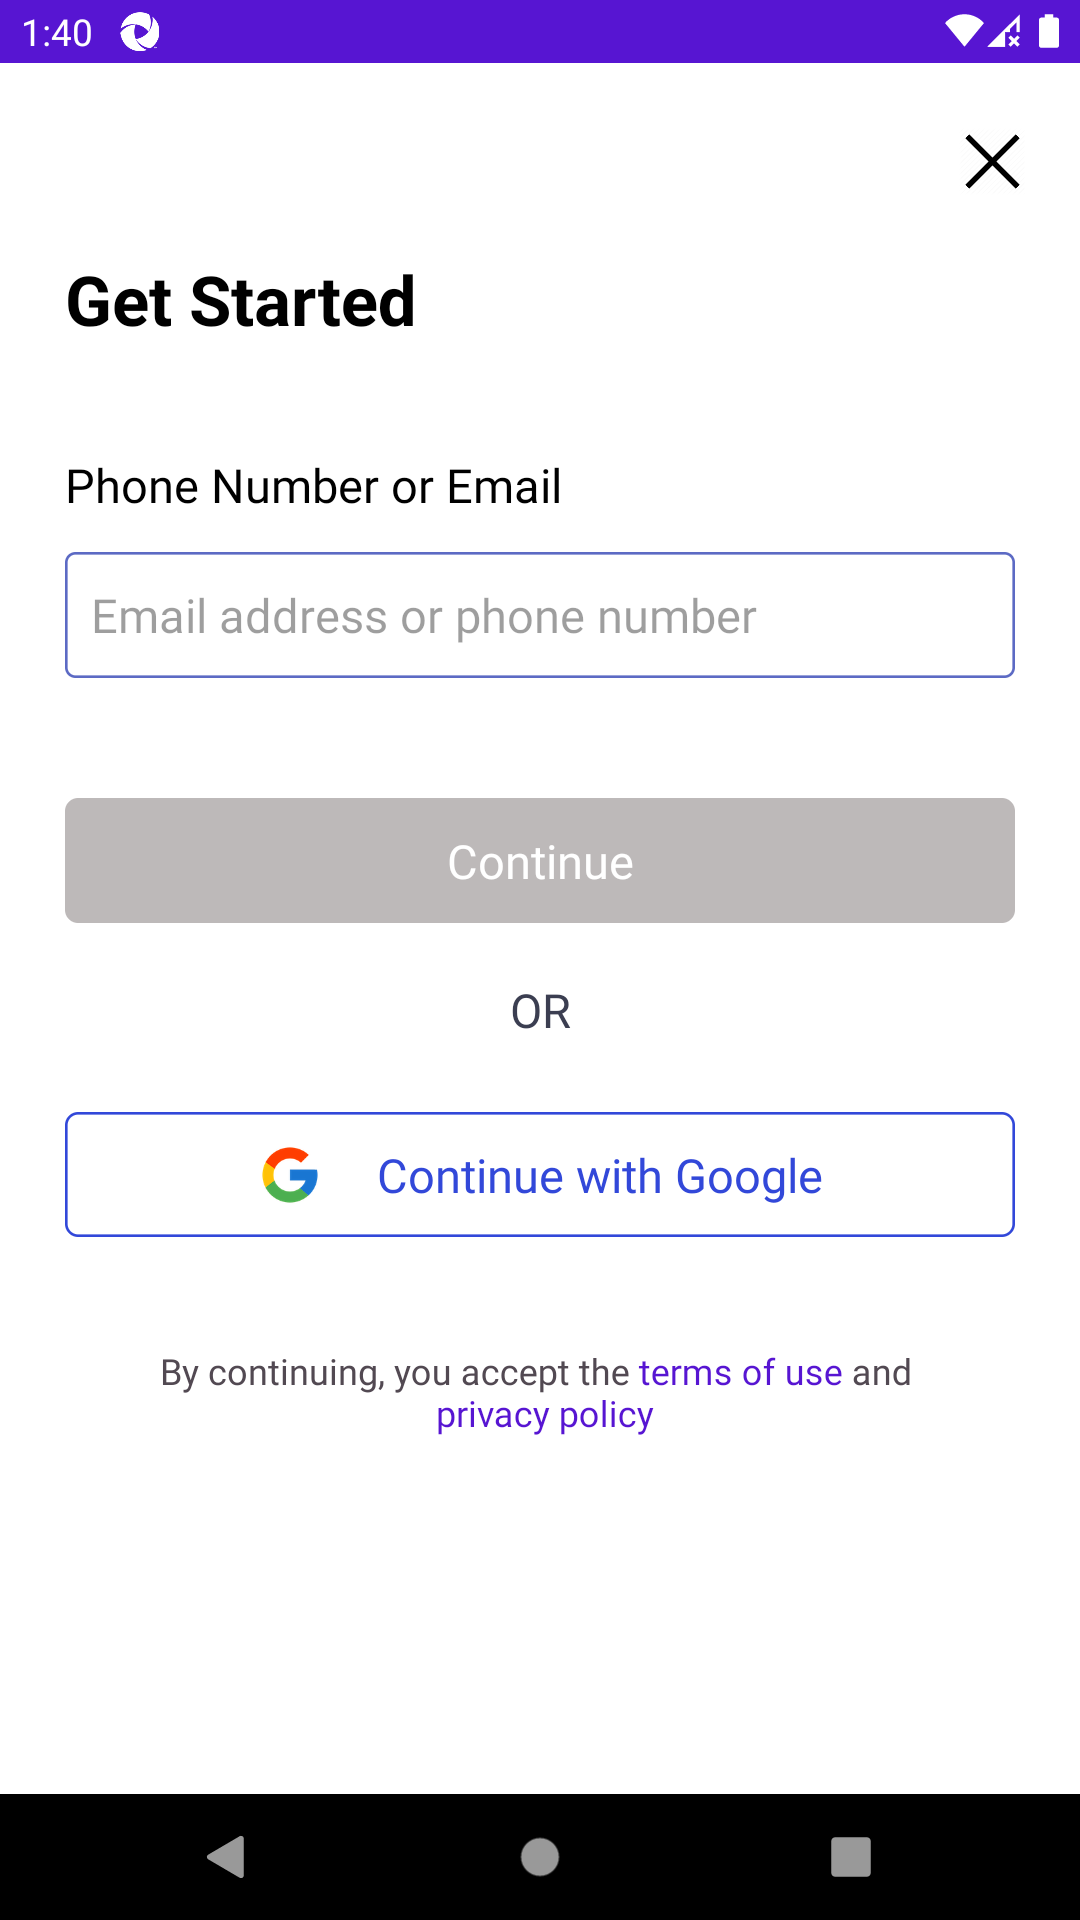 1:40
Get Started
Phone Number or Email
Email address or phone number
Continue
OR
Continue with Google
By continuing, you accept the terms of use and
privacy policy